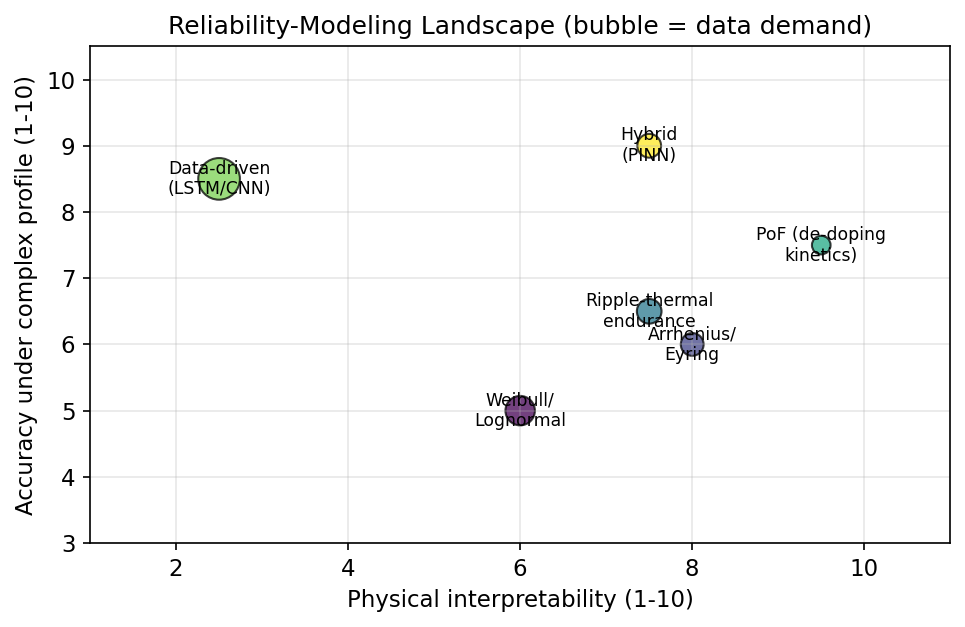 Reliability-Modeling Landscape (bubble = data demand)
Accuracy under complex profile (1-10)
10
9
8
7
6
5
4
3
Hybrid
(PINN)
Data-driven
(LSTM/CNN)
PoF (de-doping
kinetics)
Ripple-thermal
endurance
Arrhenius/
Eyring
Weibull/
Lognormal
2
4
6
8
10
Physical interpretability (1-10)